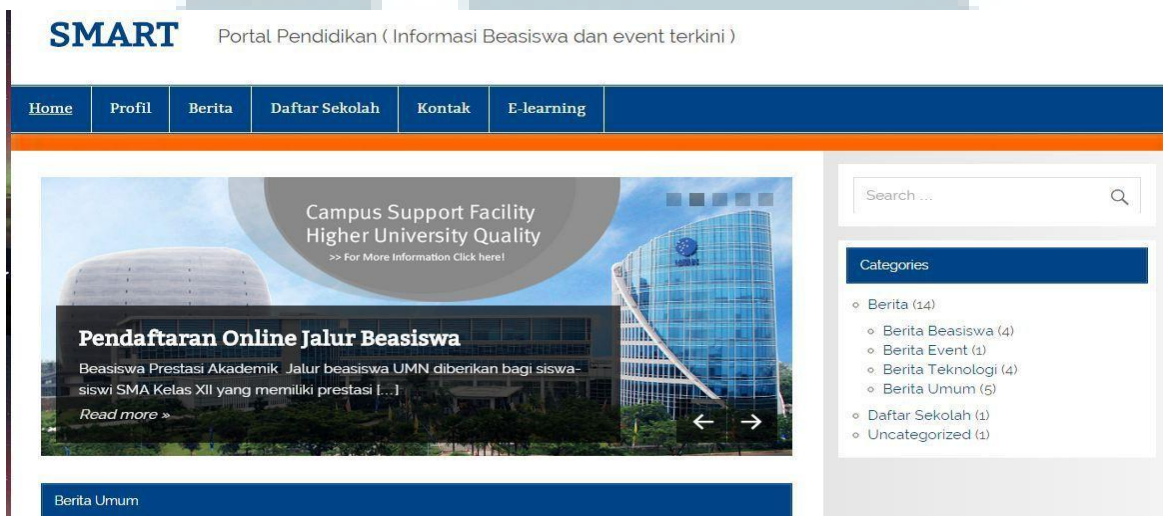 SMART Portal Pendidikan ( Informasi Beasiswa dan event terkini )
Home Profil Berita Daftar Sekolah Kontak E-learning
Campus Support Facility
Higher University Quality
>> For More Information Click here!
Pendaftaran Online Jalur Beasiswa
Beasiswa Prestasi Akademik Jalur beasiswa UMN diberikan bagi siswa-
siswi SMA Kelas XII yang memiliki prestasi [...]
Read more »
Search ...
Categories
Berita (14)
Berita Beasiswa (4)
Berita Event (1)
Berita Teknologi (4)
Berita Umum (5)
Daftar Sekolah (1)
Uncategorized (1)
Berita Umum